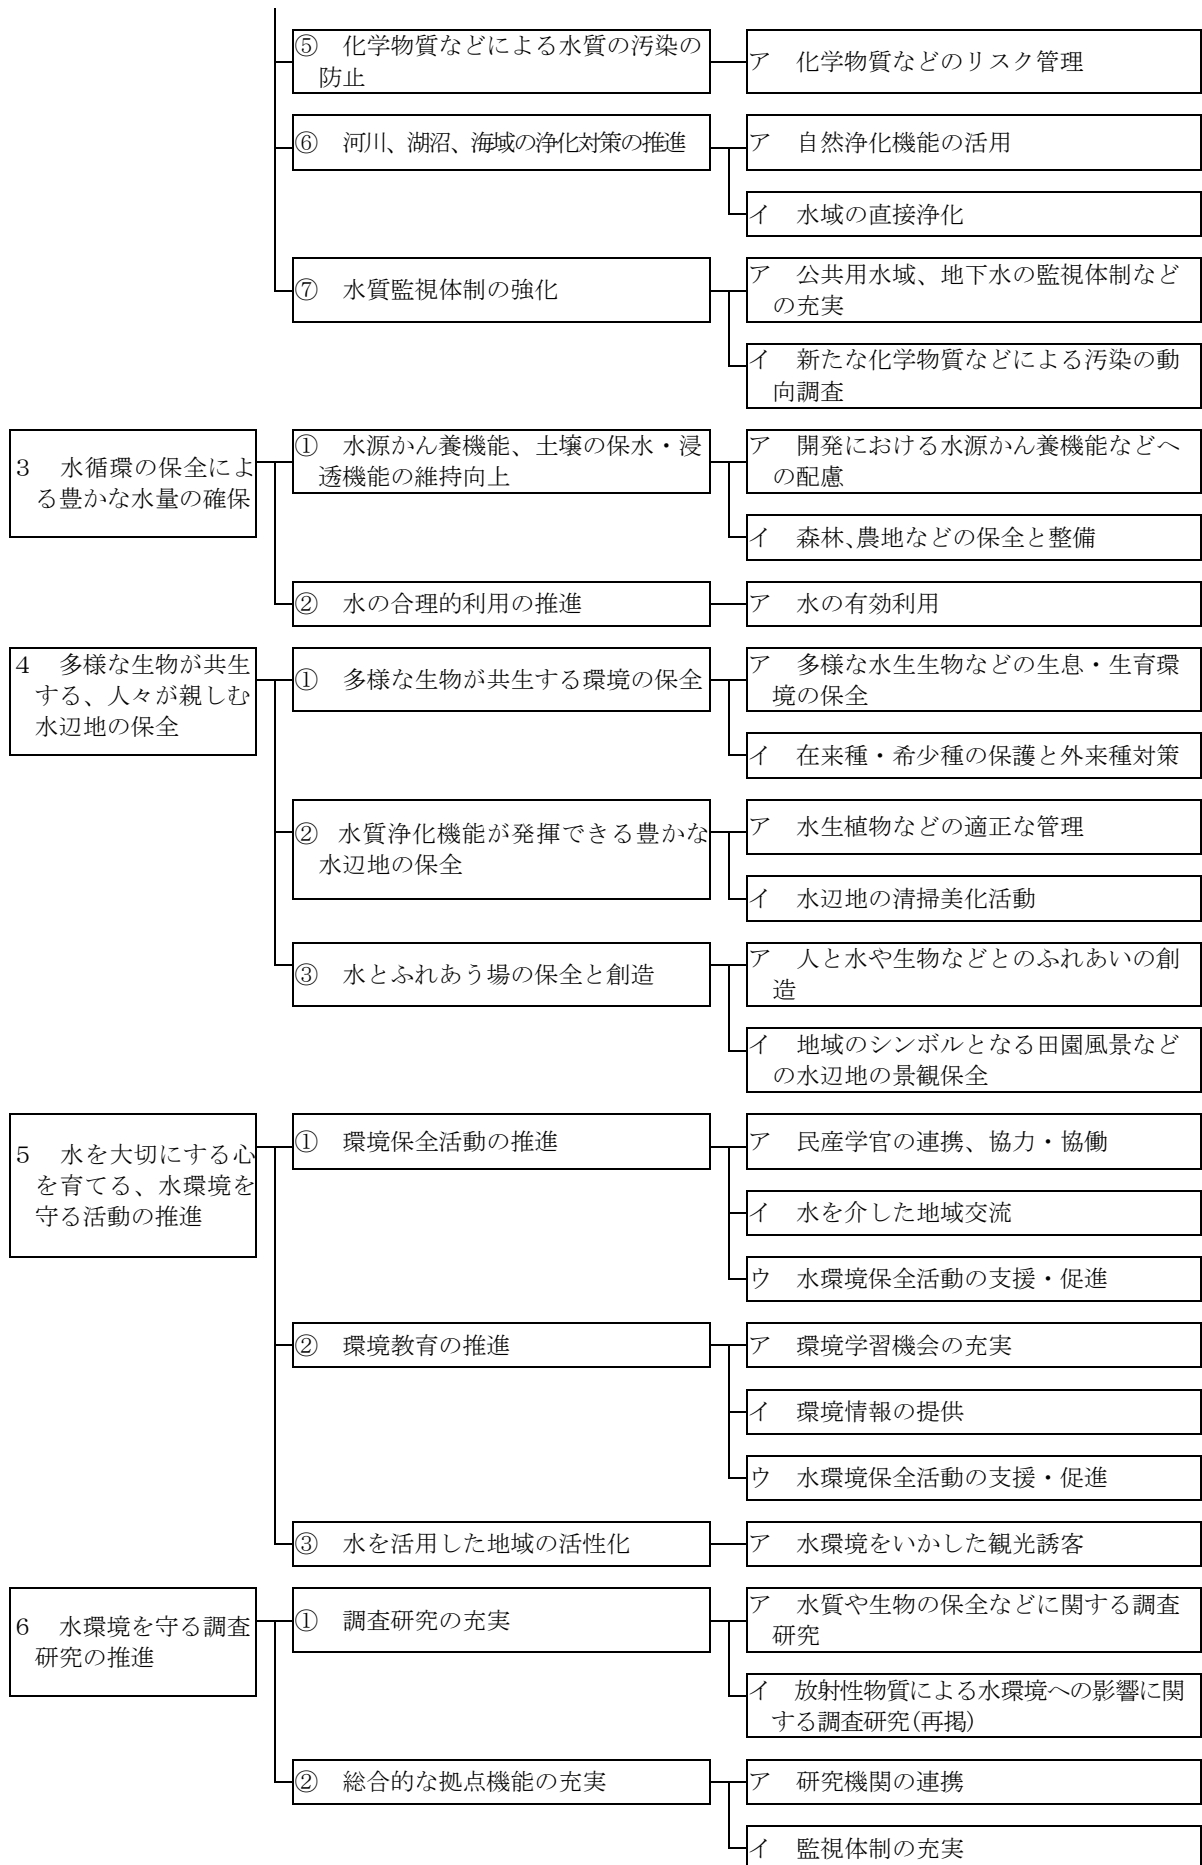 ⑤　化学物質などによる水質の汚染の
防止
ア　化学物質などのリスク管理
⑥　河川、湖沼、海域の浄化対策の推進
ア　自然浄化機能の活用
イ　水域の直接浄化
⑦　水質監視体制の強化
ア　公共用水域、地下水の監視体制など
の充実
イ　新たな化学物質などによる汚染の動
向調査
３　水循環の保全によ
る豊かな水量の確保
①　水源かん養機能、土壌の保水・浸
透機能の維持向上
ア　開発における水源かん養機能などへ
の配慮
イ　森林、農地などの保全と整備
②　水の合理的利用の推進
ア　水の有効利用
４　多様な生物が共生
する、人々が親しむ
水辺地の保全
①　多様な生物が共生する環境の保全
ア　多様な水生生物などの生息・生育環
境の保全
イ　在来種・希少種の保護と外来種対策
② 水質浄化機能が発揮できる豊かな
水辺地の保全
ア　水生植物などの適正な管理
イ　水辺地の清掃美化活動
③　水とふれあう場の保全と創造
ア　人と水や生物などとのふれあいの創
造
イ　地域のシンボルとなる田園風景など
の水辺地の景観保全
５　水を大切にする心
を育てる、水環境を
守る活動の推進
①　環境保全活動の推進
ア　民産学官の連携、協力・協働
イ　水を介した地域交流
ウ　水環境保全活動の支援・促進
②　環境教育の推進
ア　環境学習機会の充実
イ　環境情報の提供
ウ　水環境保全活動の支援・促進
③　水を活用した地域の活性化
ア　水環境をいかした観光誘客
６　水環境を守る調査
研究の推進
①　調査研究の充実
ア　水質や生物の保全などに関する調査
研究
イ　放射性物質による水環境への影響に関
する調査研究(再掲)
②　総合的な拠点機能の充実
ア　研究機関の連携
イ　監視体制の充実